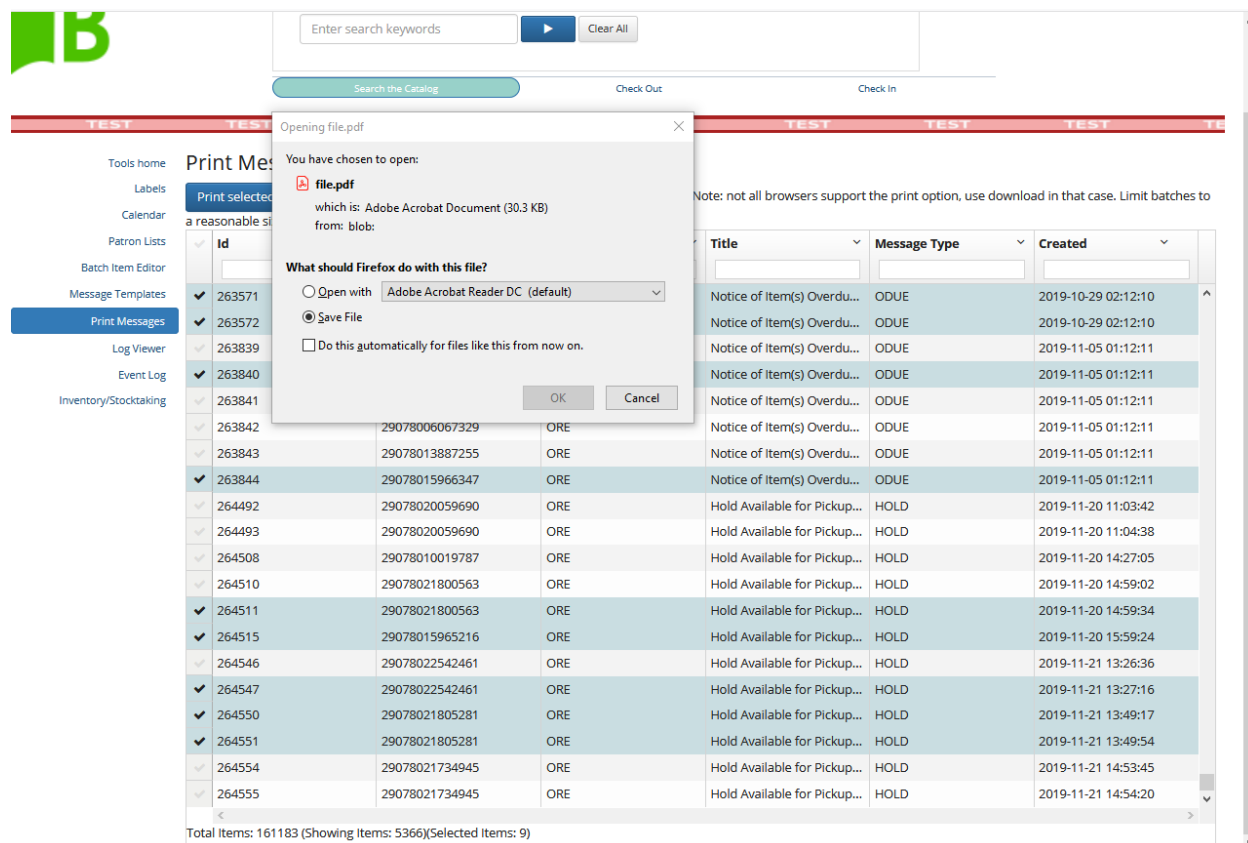 B
Enter search keywords
Clear All
Search the Catalog Check Out Check In
TEST TEST TEST TEST TEST TE
Opening file.pdf
You have chosen to open:
file.pdf
which is: Adobe Acrobat Document (30.3 KB)
from: blob:
What should Firefox do with this file?
Open with Adobe Acrobat Reader DC (default)
Save File
Do this automatically for files like this from now on.
OK Cancel
Tools home
Labels
Calendar
Patron Lists
Batch Item Editor
Message Templates
Print Messages
Log Viewer
Event Log
Inventory/Stocktaking
Print Mes
Print selected Note: not all browsers support the print option, use download in that case. Limit batches to
a reasonable si
Id Title Message Type Created
263571 Notice of Item(s) Overdu... ODUE 2019-10-29 02:12:10
263572 Notice of Item(s) Overdu... ODUE 2019-10-29 02:12:10
263839 Notice of Item(s) Overdu... ODUE 2019-11-05 01:12:11
263840 Notice of Item(s) Overdu... ODUE 2019-11-05 01:12:11
263841 Notice of Item(s) Overdu... ODUE 2019-11-05 01:12:11
263842 29078006067329 ORE Notice of Item(s) Overdu... ODUE 2019-11-05 01:12:11
263843 29078013887255 ORE Notice of Item(s) Overdu... ODUE 2019-11-05 01:12:11
263844 29078015966347 ORE Notice of Item(s) Overdu... ODUE 2019-11-05 01:12:11
264492 29078020059690 ORE Hold Available for Pickup... HOLD 2019-11-20 11:03:42
264493 29078020059690 ORE Hold Available for Pickup... HOLD 2019-11-20 11:04:38
264508 29078010019787 ORE Hold Available for Pickup... HOLD 2019-11-20 14:27:05
264510 29078021800563 ORE Hold Available for Pickup... HOLD 2019-11-20 14:59:02
264511 29078021800563 ORE Hold Available for Pickup... HOLD 2019-11-20 14:59:34
264515 29078015965216 ORE Hold Available for Pickup... HOLD 2019-11-20 15:59:24
264546 29078022542461 ORE Hold Available for Pickup... HOLD 2019-11-21 13:26:36
264547 29078022542461 ORE Hold Available for Pickup... HOLD 2019-11-21 13:27:16
264550 29078021805281 ORE Hold Available for Pickup... HOLD 2019-11-21 13:49:17
264551 29078021805281 ORE Hold Available for Pickup... HOLD 2019-11-21 13:49:54
264554 29078021734945 ORE Hold Available for Pickup... HOLD 2019-11-21 14:53:45
264555 29078021734945 ORE Hold Available for Pickup... HOLD 2019-11-21 14:54:20
Total Items: 161183 (Showing Items: 5366)(Selected Items: 9)